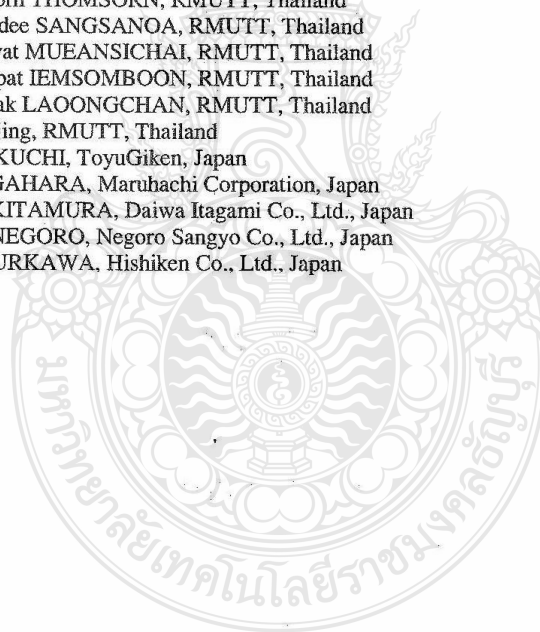 THOMSORN, RMUTT, Thailand
dee SANGSANOA, RMUTT, Thailand
vat MUEANSICHAI, RMUTT, Thailand
pat IEMSOMBOON, RMUTT, Thailand
ak LAOONGCHAN, RMUTT, Thailand
jing, RMUTT, Thailand
KUCHI, ToyuGiken, Japan
GAHARA, Maruhachi Corporation, Japan
KITAMURA, Daiwa Itagami Co., Ltd., Japan
NEGORO, Negoro Sangyo Co., Ltd., Japan
URKAWA, Hishiken Co., Ltd., Japan
มหาวิทยาลัยเทคโนโลยีราชมงคลธัญบุรี